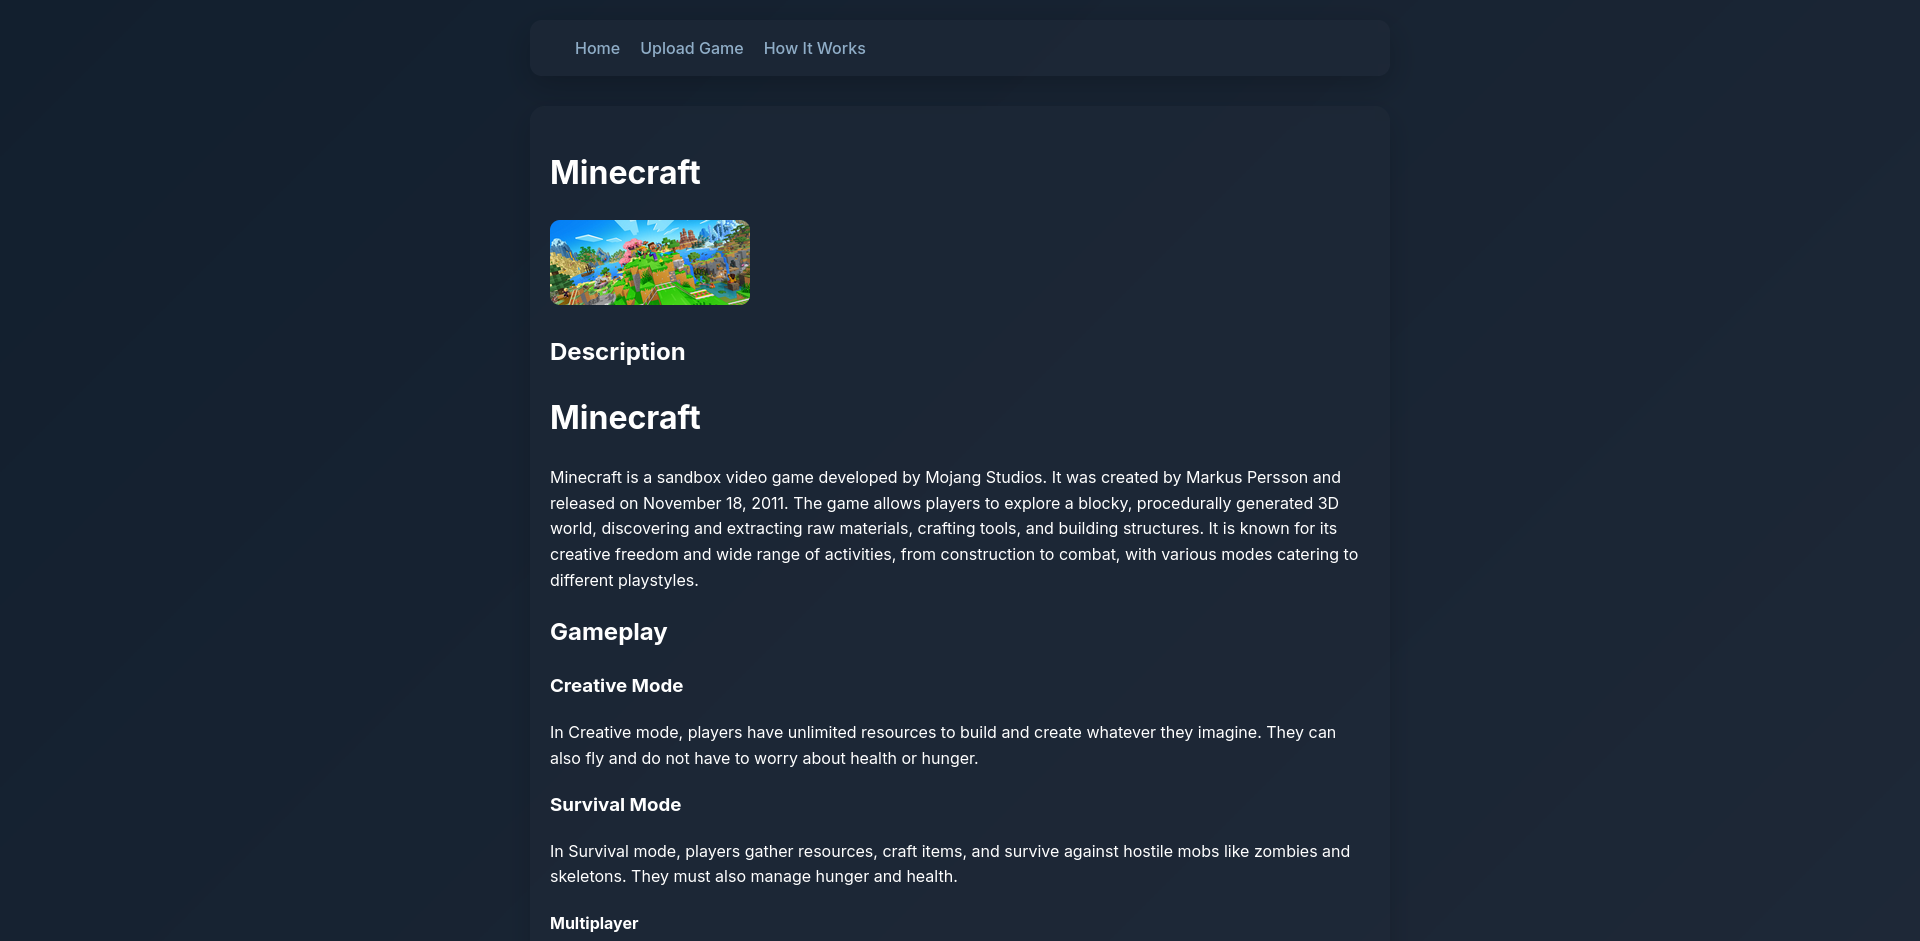 Home Upload Game How It Works
Minecraft
Description
Minecraft
Minecraft is a sandbox video game developed by Mojang Studios. It was created by Markus Persson and
released on November 18, 2011. The game allows players to explore a blocky, procedurally generated 3D
world, discovering and extracting raw materials, crafting tools, and building structures. It is known for its
creative freedom and wide range of activities, from construction to combat, with various modes catering to
different playstyles.
Gameplay
Creative Mode
In Creative mode, players have unlimited resources to build and create whatever they imagine. They can
also fly and do not have to worry about health or hunger.
Survival Mode
In Survival mode, players gather resources, craft items, and survive against hostile mobs like zombies and
skeletons. They must also manage hunger and health.
Multiplayer